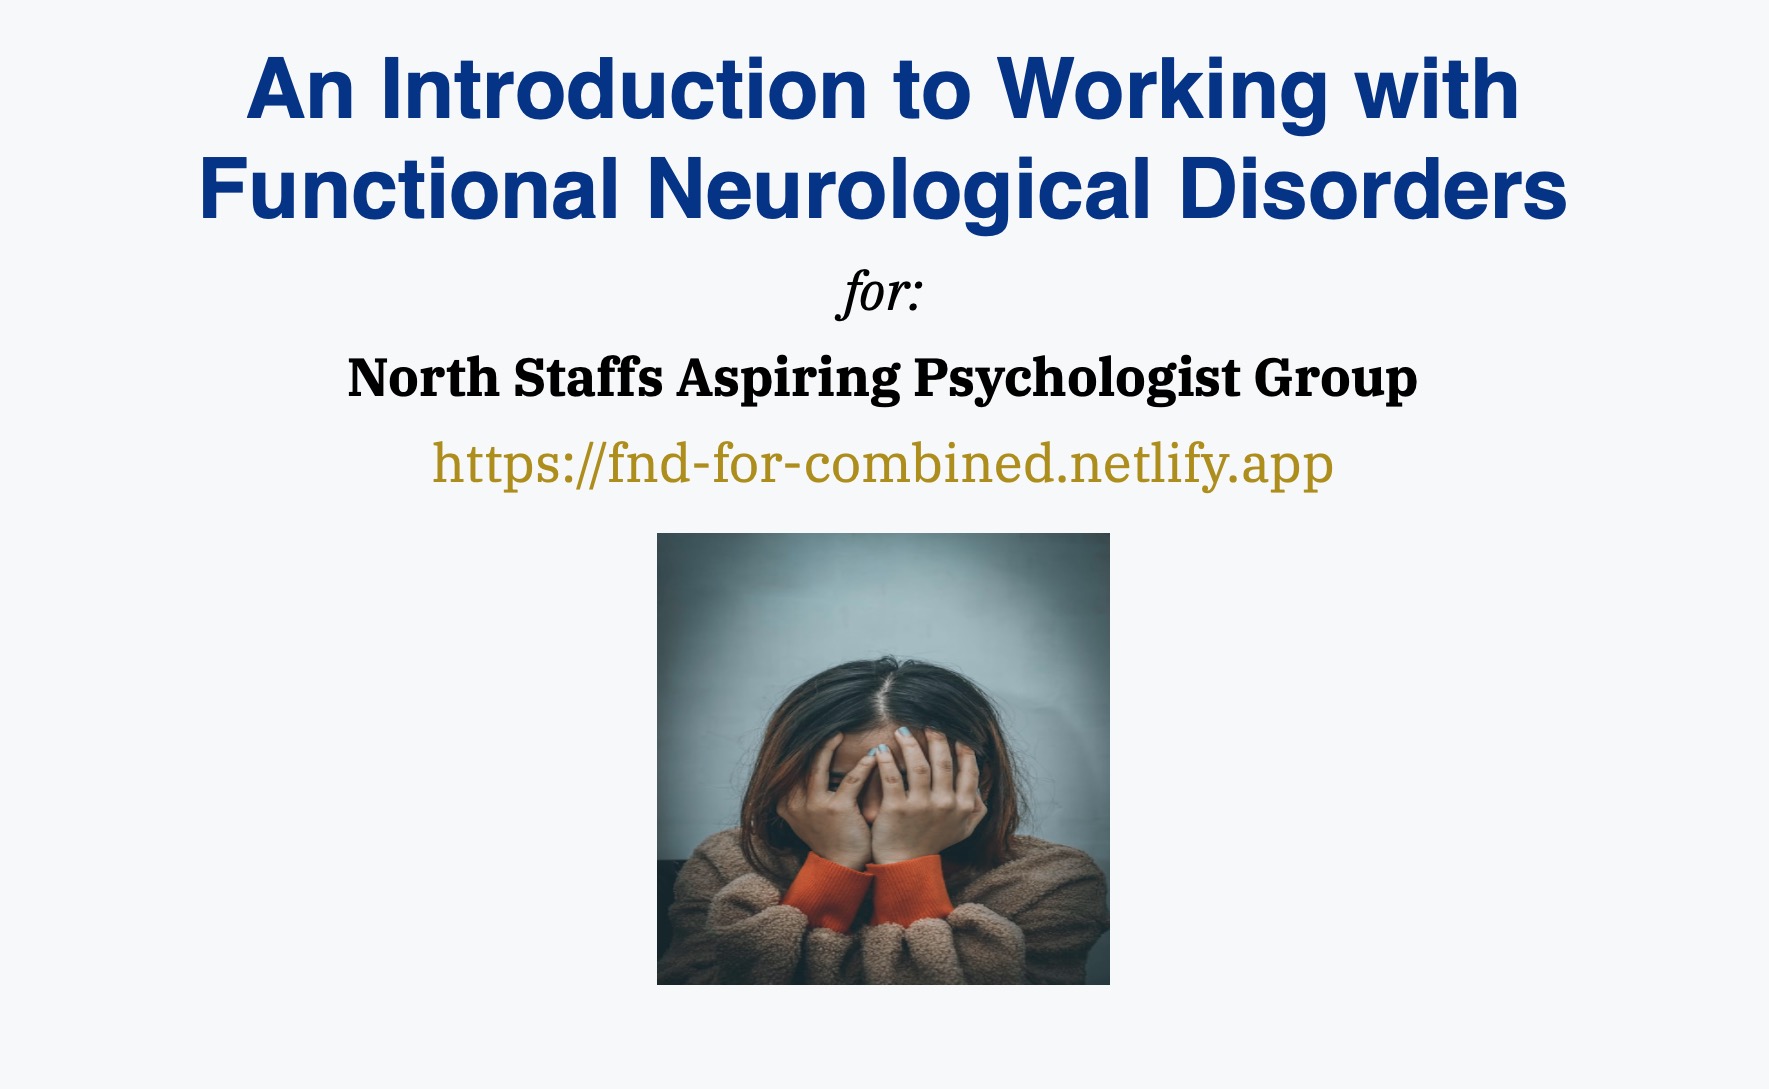 An Introduction to Working with
Functional Neurological Disorders
for:
North Staffs Aspiring Psychologist Group
https://fnd-for-combined.netlify.app